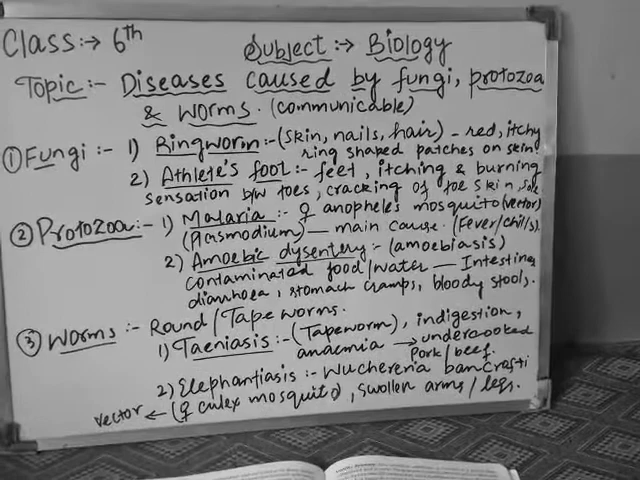 Class:→ 6th Subject:→ Biology
Topic:- Diseases caused by fungi, protozoa
& worms. (communicable)
① Fungi:- 1) Ringworm:-(skin, nails, hair) - red, itchy
ring shaped patches on skin
2) Athlete's foot:- feet, itching & burning
sensation b/w toes, cracking of toe skin, sole
② Protozoa:- 1) Malaria:- ♀ anopheles mosquito (vector)
(Plasmodium) — main cause. (Fever/chills).
2) Amoebic dysentery:- (amoebiasis)
contaminated food/water — Intestine
diarrhoea, stomach cramps, bloody stools.
③ Worms:- Round/Tape worms.
1) Taeniasis:- (Tapeworm), indigestion,
anaemia → undercooked
Pork/beef.
2) Elephantiasis:- Wuchereria bancrofti
vector ← (♀ culex mosquito), swollen arms/legs.